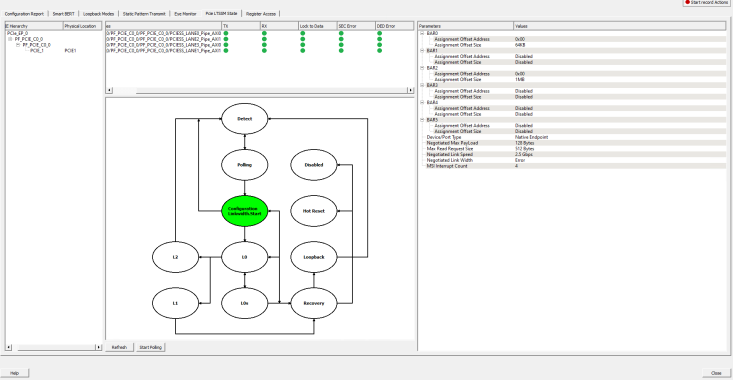 Start record Actions
Configuration Report
Smart BERT
Loopback Modes
Static Pattern Transmit
Eye Monitor
PCIe LTSSM State
Register Access
Hierarchy Physical Location
PCIe_EP_0
PF_PCIE_C0_0
PF_PCIE_C0_0
PCIE_1 PCIE1
TX RX Lock to Data SEC Error DED Error
0/PF_PCIE_C0_0/PF_PCIE_C0_0/PCIESS_LANE0_Pipe_AXI0
0/PF_PCIE_C0_0/PF_PCIE_C0_0/PCIESS_LANE2_Pipe_AXI1
0/PF_PCIE_C0_0/PF_PCIE_C0_0/PCIESS_LANE3_Pipe_AXI1
0/PF_PCIE_C0_0/PF_PCIE_C0_0/PCIESS_LANE1_Pipe_AXI0
Detect
Polling
Disabled
Configuration
Linkwidth.Start
Hot Reset
L2
L0
Loopback
L1
L0s
Recovery
Refresh
Start Polling
Parameters Values
BAR0
Assignment Offset Address 0x00
Assignment Offset Size 64KB
BAR1
Assignment Offset Address Disabled
Assignment Offset Size Disabled
BAR2
Assignment Offset Address 0x00
Assignment Offset Size 1MB
BAR3
Assignment Offset Address Disabled
Assignment Offset Size Disabled
BAR4
Assignment Offset Address Disabled
Assignment Offset Size Disabled
BAR5
Assignment Offset Address Disabled
Assignment Offset Size Disabled
Device/Port Type Native Endpoint
Negotiated Max PayLoad 128 Bytes
Max Read Request Size 512 Bytes
Negotiated Link Speed 2.5 Gbps
Negotiated Link Width Error
MSI Interrupt Count 4
Help
Close